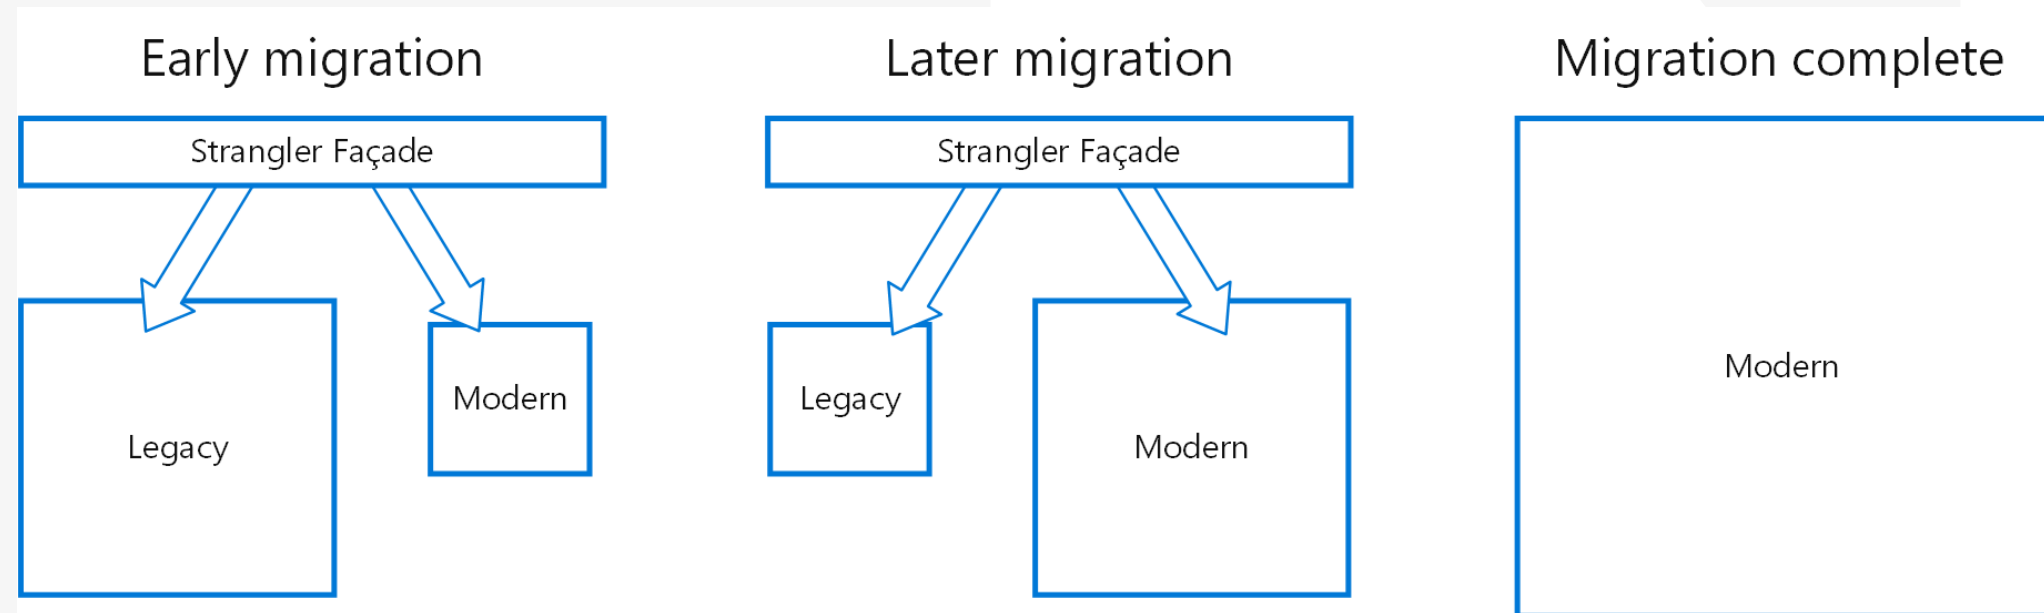 Early migration
Strangler Façade
Legacy
Modern
Later migration
Strangler Façade
Legacy
Modern
Migration complete
Modern